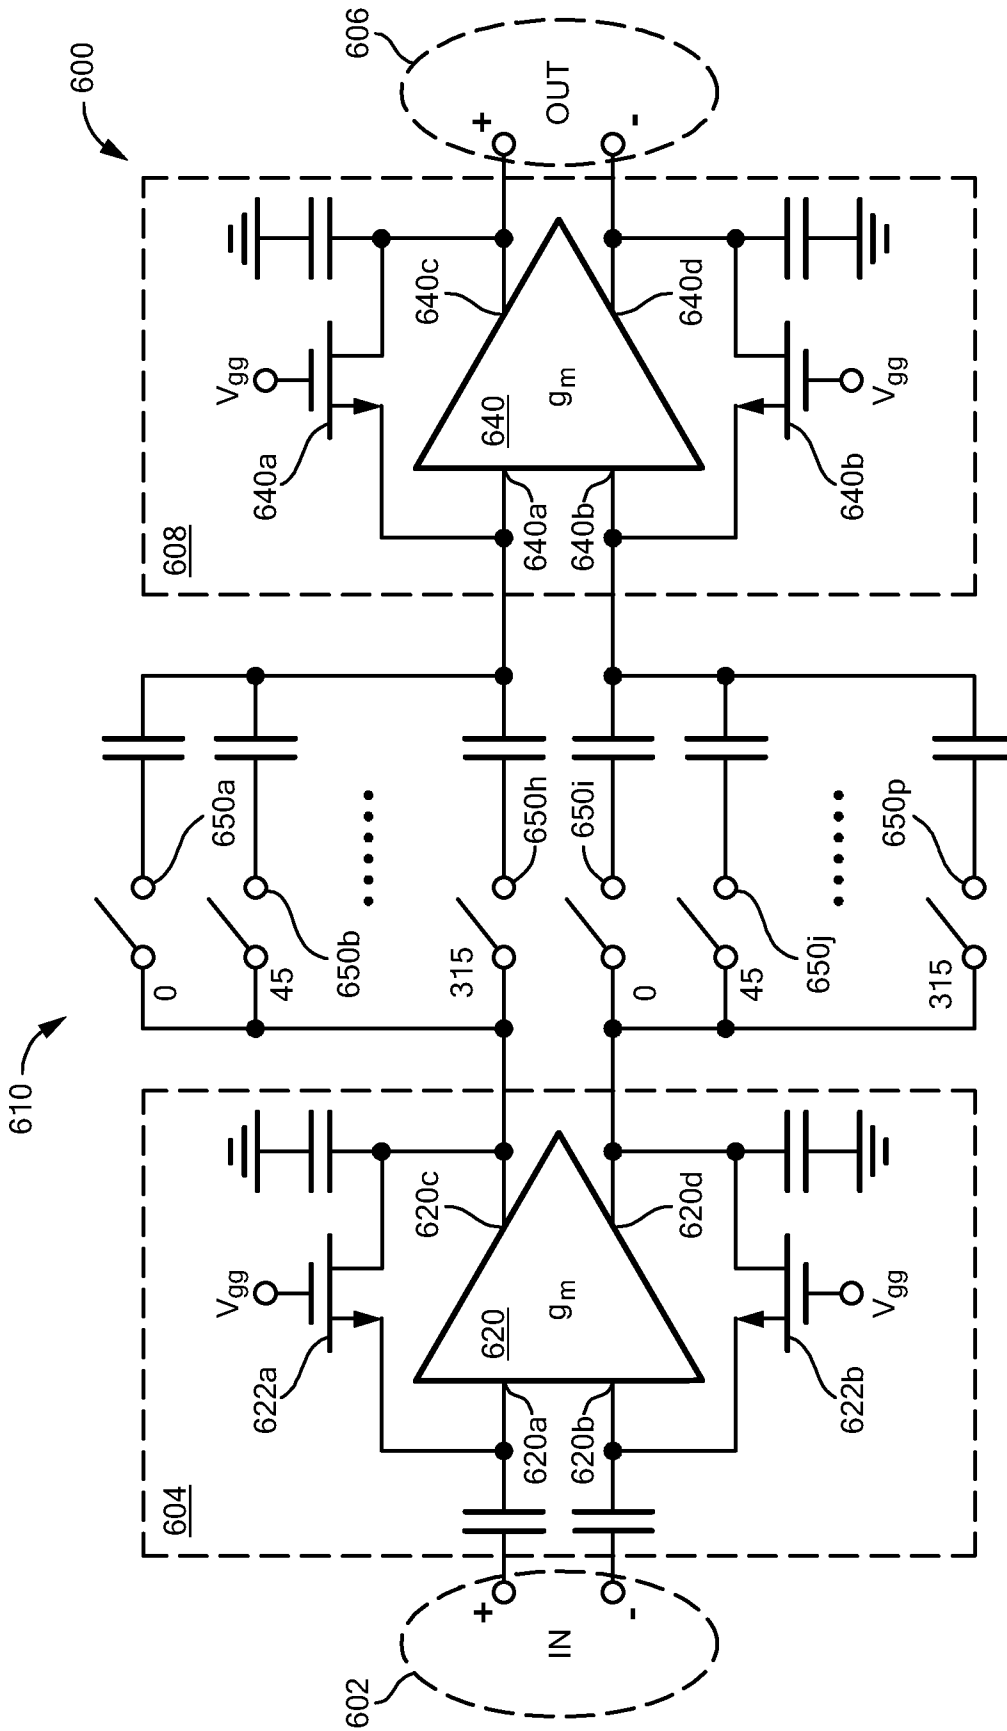 600
610
602
IN
+
-
604
V_gg
622a
620a
620b
620
g_m
620c
620d
622b
V_gg
0
650a
45
650b
315
650h
0
650i
45
650j
315
650p
608
V_gg
640a
640a
640b
640
g_m
640c
640d
640b
V_gg
+
OUT
-
606